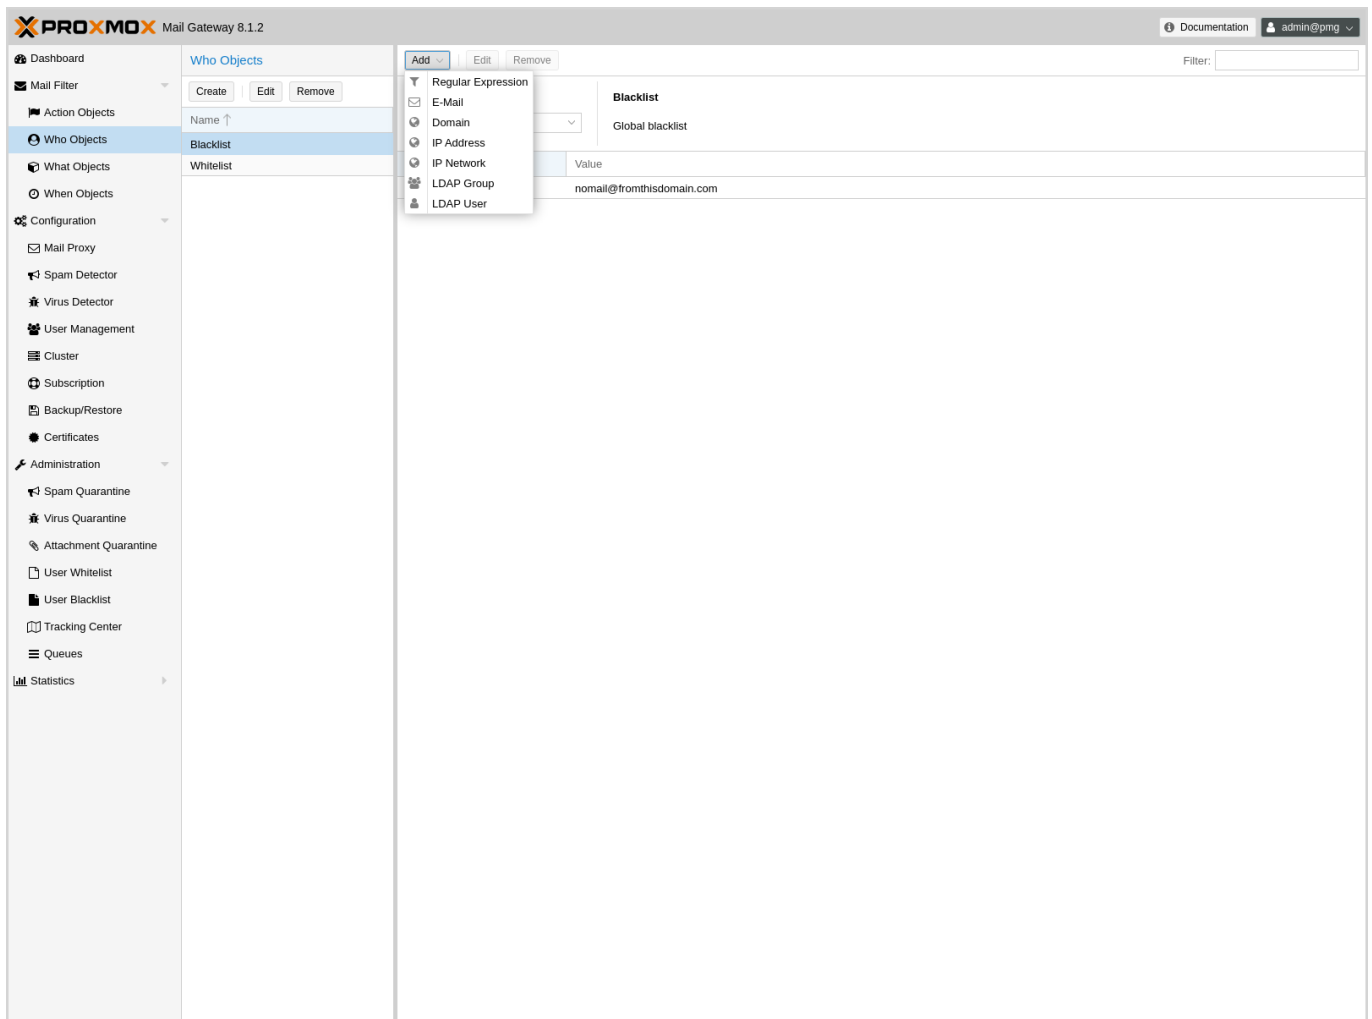 PROXMOX Mail Gateway 8.1.2
Documentation
admin@pmg
Dashboard
Mail Filter
Action Objects
Who Objects
What Objects
When Objects
Configuration
Mail Proxy
Spam Detector
Virus Detector
User Management
Cluster
Subscription
Backup/Restore
Certificates
Administration
Spam Quarantine
Virus Quarantine
Attachment Quarantine
User Whitelist
User Blacklist
Tracking Center
Queues
Statistics
Who Objects
Create Edit Remove
Name
Blacklist
Whitelist
Add Edit Remove
Filter:
Regular Expression
E-Mail
Domain
IP Address
IP Network
LDAP Group
LDAP User
Blacklist
Global blacklist
Value
nomail@fromthisdomain.com